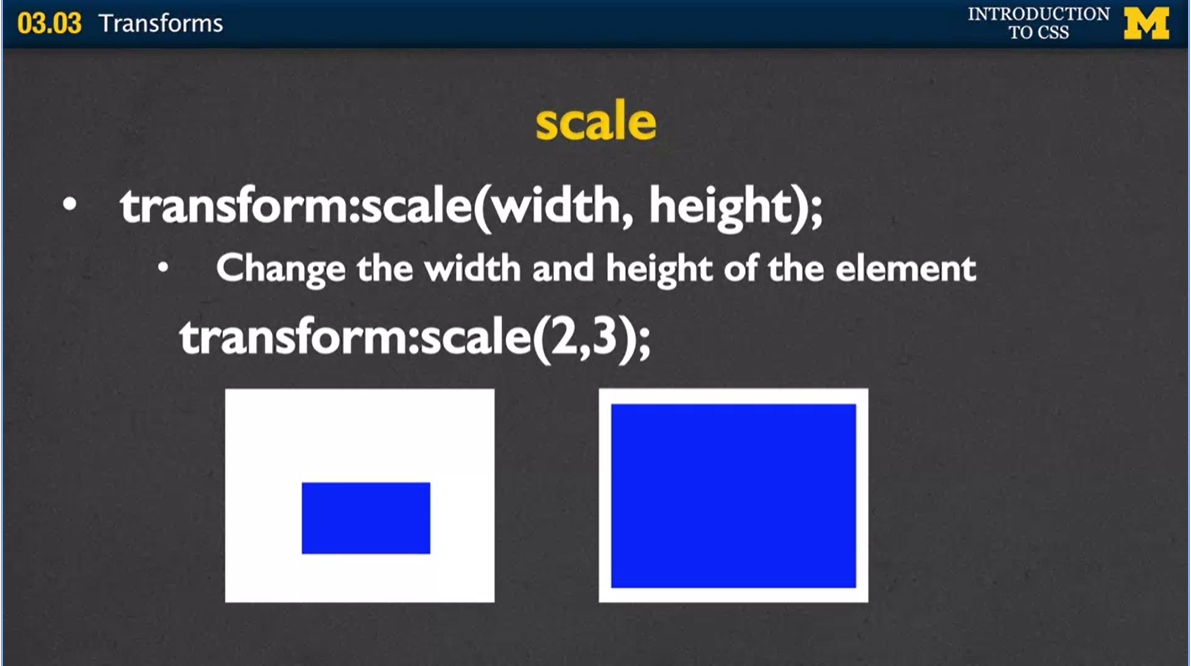 03.03 Transforms
INTRODUCTION
TO CSS
M
scale
• transform:scale(width, height);
• Change the width and height of the element
transform:scale(2,3);